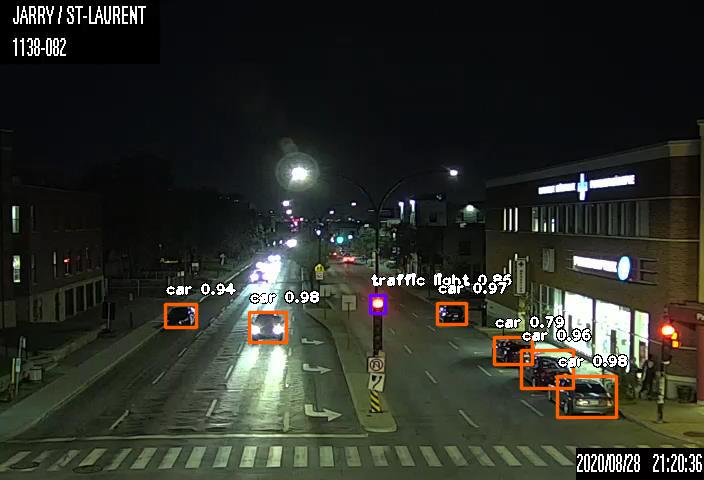 JARRY / ST-LAURENT
1138-082
traffic light 0.86
car 0.97
car 0.94
car 0.98
car 0.79
car 0.96
car 0.98
2020/08/28 21:20:36